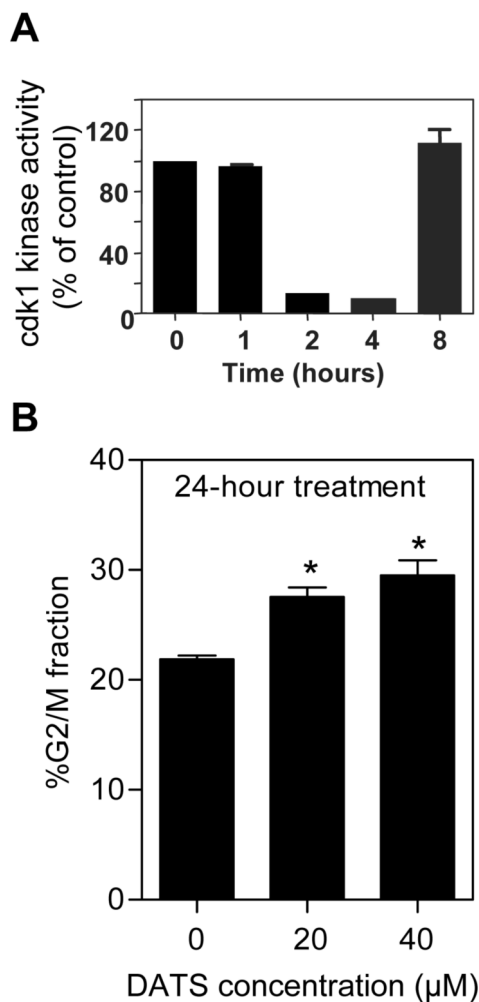 A
cdk1 kinase activity
(% of control)
120
80
40
0
0 1 2 4 8
Time (hours)
B
%G2/M fraction
40
30
20
10
0
24-hour treatment
*
*
0 20 40
DATS concentration (µM)